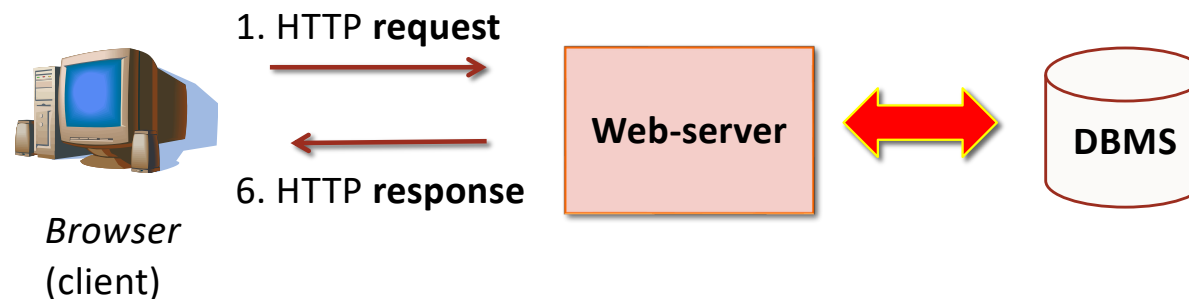 1. HTTP request
Web-server
DBMS
6. HTTP response
Browser
(client)